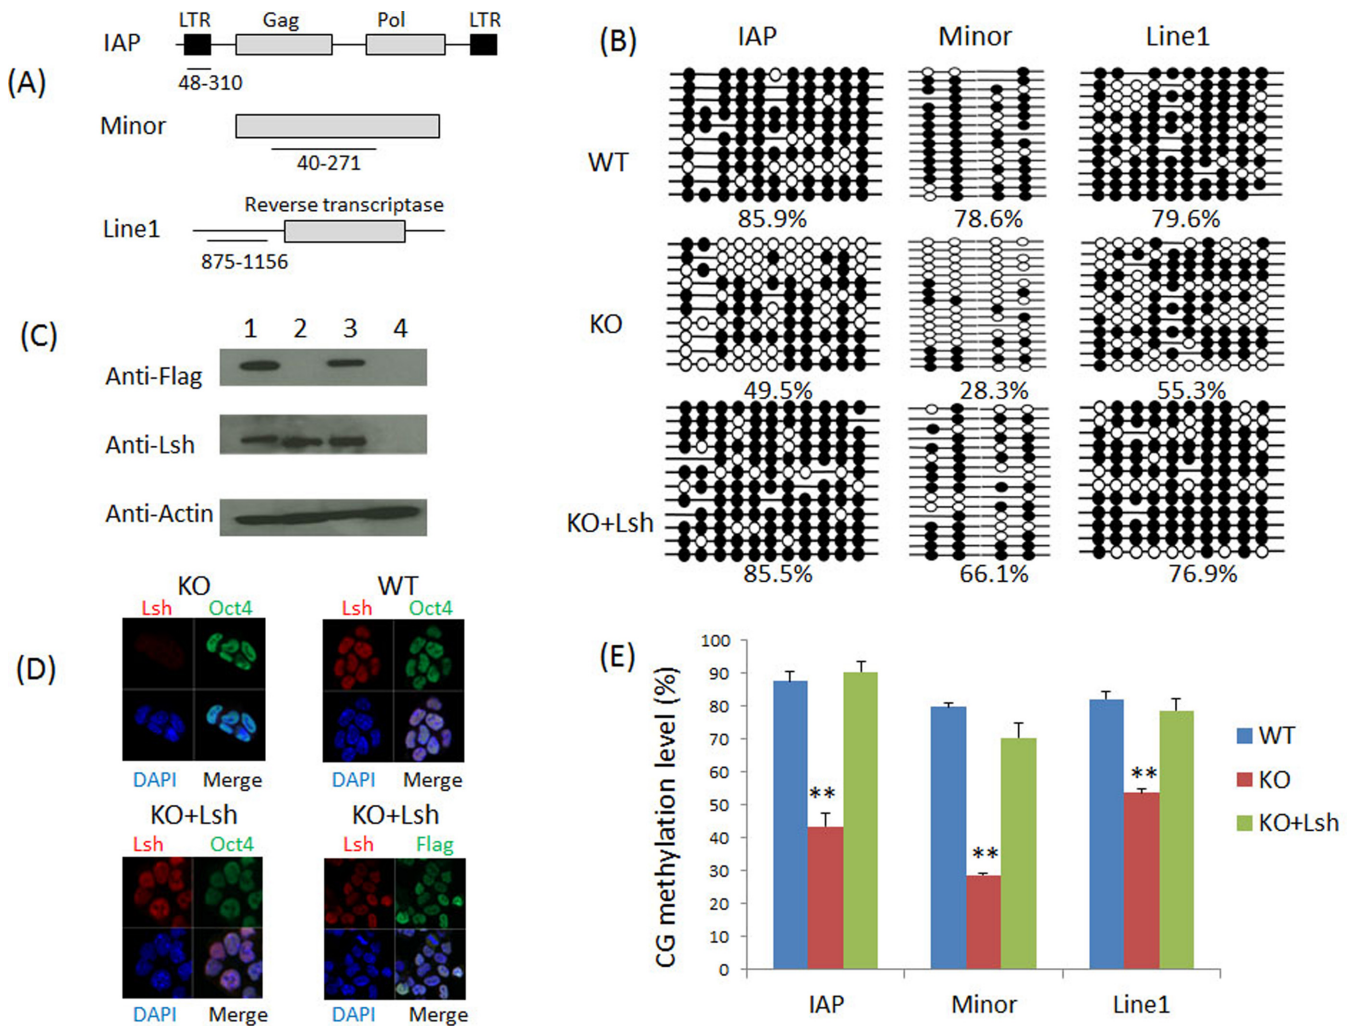 (A)
LTR Gag Pol LTR
IAP
48-310
Minor
40-271
Reverse transcriptase
Line1
875-1156
(B)
IAP Minor Line1
WT
85.9% 78.6% 79.6%
KO
49.5% 28.3% 55.3%
KO+Lsh
85.5% 66.1% 76.9%
(C)
1 2 3 4
Anti-Flag
Anti-Lsh
Anti-Actin
(D)
KO WT
Lsh Oct4 Lsh Oct4
DAPI Merge DAPI Merge
KO+Lsh KO+Lsh
Lsh Oct4 Lsh Flag
DAPI Merge DAPI Merge
(E)
CG methylation level (%)
100
90
80
70
60
50
40
30
20
10
0
** ** **
IAP Minor Line1
WT
KO
KO+Lsh